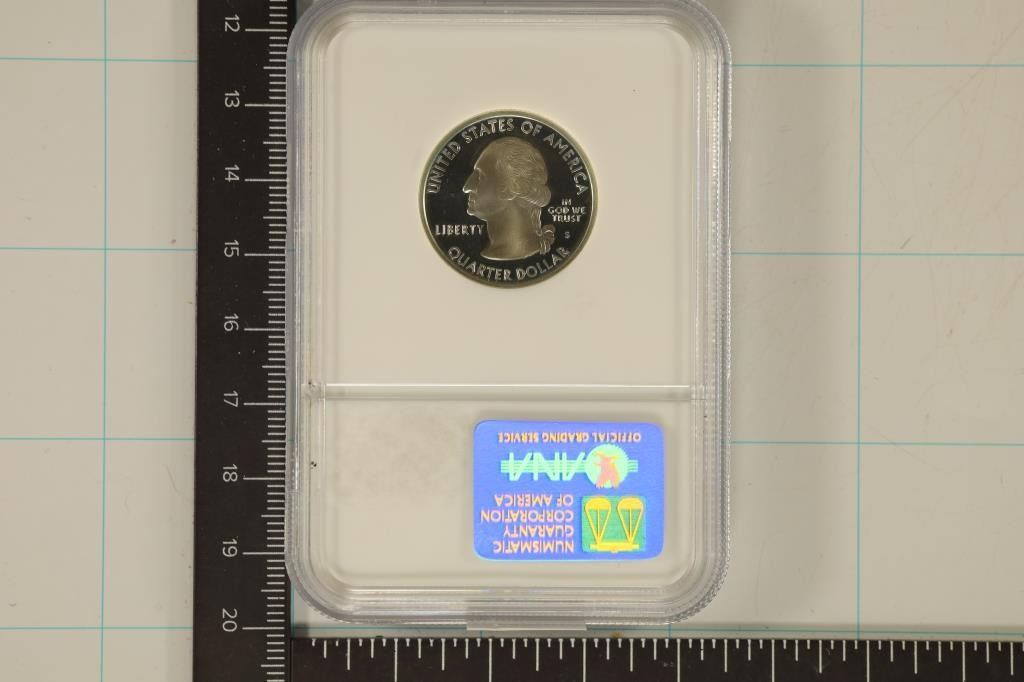 12
13
14
15
16
17
18
19
20
UNITED STATES OF AMERICA
LIBERTY
IN
GOD WE
TRUST
S
QUARTER DOLLAR
NUMISMATIC
GUARANTY
CORPORATION
OF AMERICA
ANA
OFFICIAL GRADING SERVICE